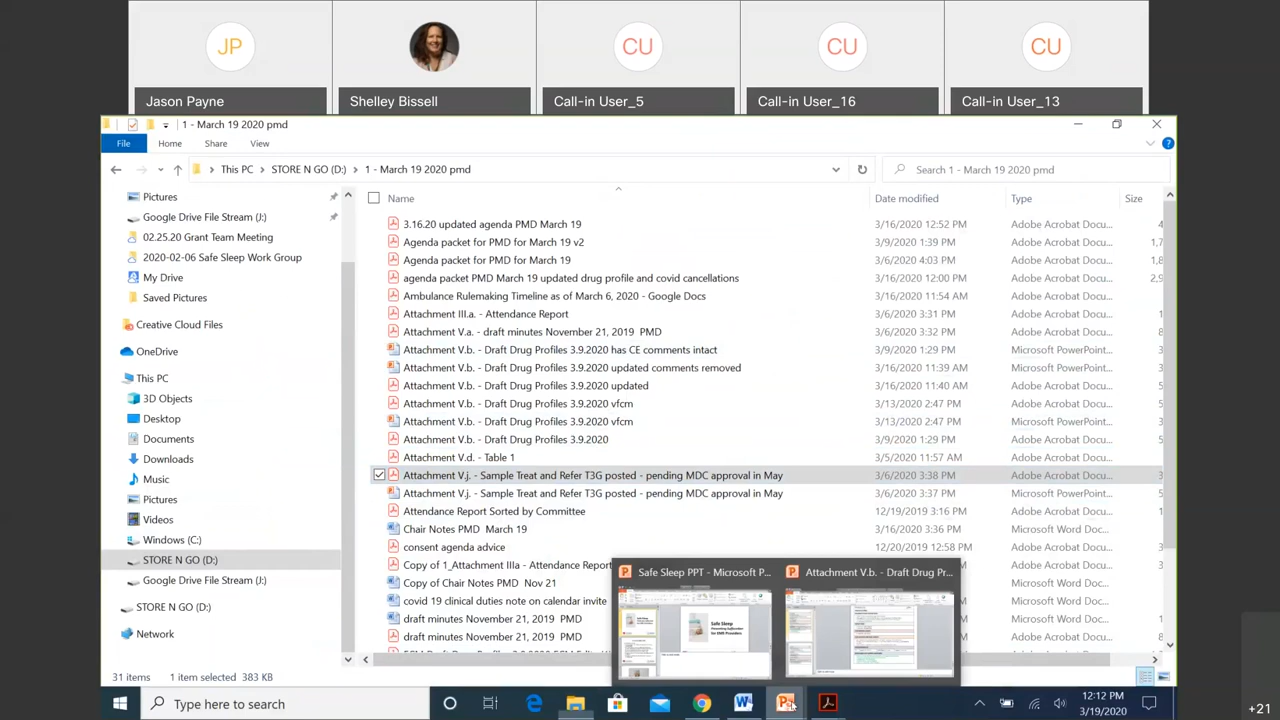 JP
CU
CU
CU
Jason Payne
Shelley Bissell
Call-in User_5
Call-in User_16
Call-in User_13
1 - March 19 2020 pmd
File
Home
Share
View
This PC
STORE N GO (D:)
1 - March 19 2020 pmd
Search 1 - March 19 2020 pmd
Pictures
Google Drive File Stream (J:)
02.25.20 Grant Team Meeting
2020-02-06 Safe Sleep Work Group
My Drive
Saved Pictures
Creative Cloud Files
OneDrive
This PC
3D Objects
Desktop
Documents
Downloads
Music
Pictures
Videos
Windows (C:)
STORE N GO (D:)
Google Drive File Stream (J:)
STORE N GO (D:)
Network
Name Date modified Type Size
3.16.20 updated agenda PMD March 19 3/16/2020 12:52 PM Adobe Acrobat Docu... 4
Agenda packet for PMD for March 19 v2 3/9/2020 1:39 PM Adobe Acrobat Docu... 1,7
Agenda packet for PMD for March 19 3/6/2020 4:03 PM Adobe Acrobat Docu... 1,8
agenda packet PMD March 19 updated drug profile and covid cancellations 3/16/2020 12:00 PM Adobe Acrobat Docu... 2,9
Ambulance Rulemaking Timeline as of March 6, 2020 - Google Docs 3/16/2020 11:54 AM Adobe Acrobat Docu...
Attachment III.a. - Attendance Report 3/6/2020 3:31 PM Adobe Acrobat Docu...
Attachment V.a. - draft minutes November 21, 2019 PMD 3/6/2020 3:32 PM Adobe Acrobat Docu... 8
Attachment V.b. - Draft Drug Profiles 3.9.2020 has CE comments intact 3/9/2020 1:29 PM Microsoft PowerPoint... 3
Attachment V.b. - Draft Drug Profiles 3.9.2020 updated comments removed 3/16/2020 11:39 AM Microsoft PowerPoint... 3
Attachment V.b. - Draft Drug Profiles 3.9.2020 updated 3/16/2020 11:40 AM Adobe Acrobat Docu... 5
Attachment V.b. - Draft Drug Profiles 3.9.2020 vfcm 3/13/2020 2:47 PM Adobe Acrobat Docu... 5
Attachment V.b. - Draft Drug Profiles 3.9.2020 vfcm 3/13/2020 2:47 PM Microsoft PowerPoint... 3
Attachment V.b. - Draft Drug Profiles 3.9.2020 3/9/2020 1:29 PM Adobe Acrobat Docu... 5
Attachment V.d. - Table 1 3/5/2020 11:57 AM Adobe Acrobat Docu...
Attachment V.j. - Sample Treat and Refer T3G posted - pending MDC approval in May 3/6/2020 3:38 PM Adobe Acrobat Docu... 3
Attachment V.j. - Sample Treat and Refer T3G posted - pending MDC approval in May 3/6/2020 3:37 PM Adobe Acrobat Docu... 5
Attendance Report Sorted by Committee 12/19/2019 3:16 PM Adobe Acrobat Docu... 1
Chair Notes PMD March 19 3/16/2020 3:36 PM Microsoft Word Doc...
consent agenda advice 12/20/2019 12:58 PM Microsoft Word Doc...
Copy of 1_Attachment IIIa - Attendance Report
Copy of Chair Notes PMD Nov 21
covid 19 clinical duties note on calendar invite
draft minutes November 21, 2019 PMD
draft minutes November 21, 2019 PMD
Microsoft Word Doc...
Microsoft Word Doc... 3
Microsoft Word Doc...
Microsoft Word Doc... 3
Adobe Acrobat Docu... 1
Safe Sleep PPT - Microsoft P...
Attachment V.b. - Draft Drug Pr...
Safe Sleep
31 items 1 item selected 383 KB
Type here to search
12:12 PM
3/19/2020
+21